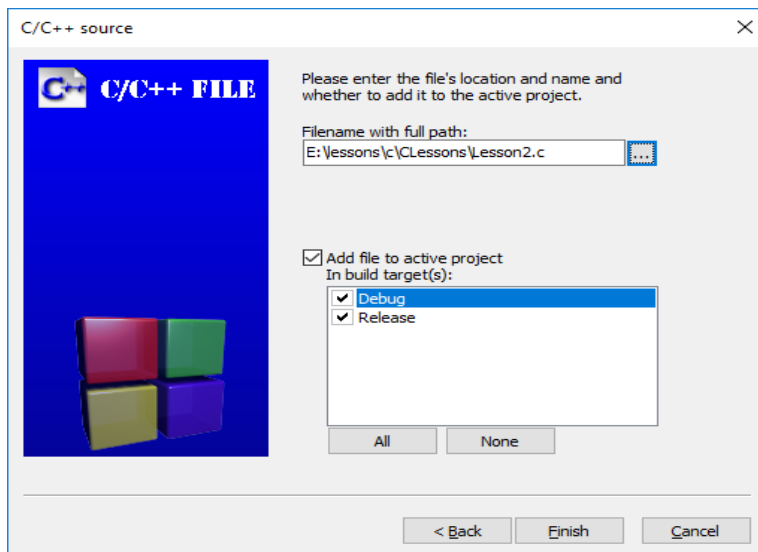 C/C++ source
C++ C/C++ FILE
Please enter the file's location and name and
whether to add it to the active project.
Filename with full path:
E:\lessons\c\CLessons\Lesson2.c
...
Add file to active project
In build target(s):
Debug
Release
All None
< Back Finish Cancel